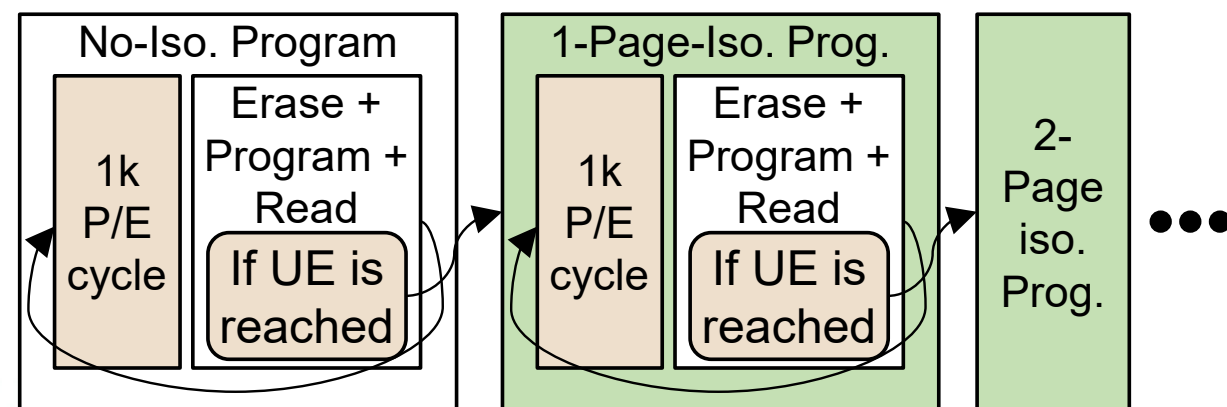 No-Iso. Program
1k
P/E
cycle
Erase +
Program +
Read
If UE is
reached
1-Page-Iso. Prog.
1k
P/E
cycle
Erase +
Program +
Read
If UE is
reached
2-
Page
iso.
Prog.